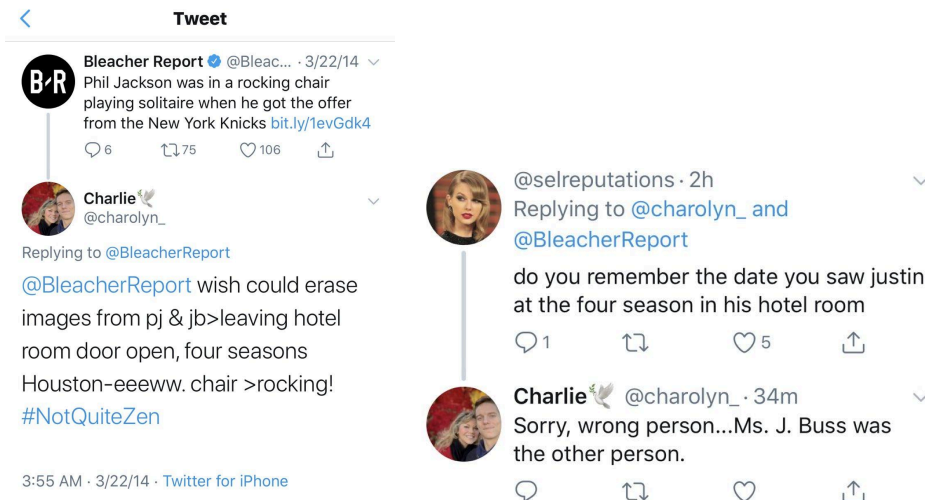 Tweet
B/R
Bleacher Report @Bleac... · 3/22/14
Phil Jackson was in a rocking chair
playing solitaire when he got the offer
from the New York Knicks bit.ly/1evGdk4
6 75 106
Charlie🕊
@charolyn_
Replying to @BleacherReport
@BleacherReport wish could erase
images from pj & jb>leaving hotel
room door open, four seasons
Houston-eeeww. chair >rocking!
#NotQuiteZen
3:55 AM · 3/22/14 · Twitter for iPhone
@selreputations · 2h
Replying to @charolyn_ and
@BleacherReport
do you remember the date you saw justin
at the four season in his hotel room
1 5
Charlie🕊 @charolyn_ · 34m
Sorry, wrong person...Ms. J. Buss was
the other person.